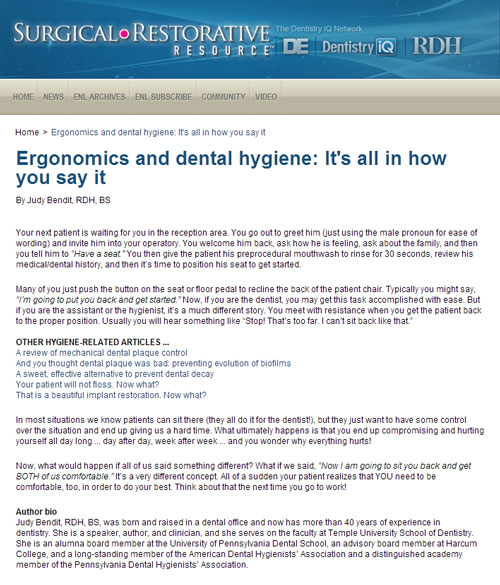 SURGICAL•RESTORATIVE
RESOURCE™
The Dentistry iQ Network
DE
Dentistry iQ
RDH
HOME NEWS ENL ARCHIVES ENL SUBSCRIBE COMMUNITY VIDEO
Home > Ergonomics and dental hygiene: It's all in how you say it
Ergonomics and dental hygiene: It's all in how
you say it
By Judy Bendit, RDH, BS
Your next patient is waiting for you in the reception area. You go out to greet him (just using the male pronoun for ease of
wording) and invite him into your operatory. You welcome him back, ask how he is feeling, ask about the family, and then
you tell him to "Have a seat." You then give the patient his preprocedural mouthwash to rinse for 30 seconds, review his
medical/dental history, and then it's time to position his seat to get started.
Many of you just push the button on the seat or floor pedal to recline the back of the patient chair. Typically you might say,
"I'm going to put you back and get started." Now, if you are the dentist, you may get this task accomplished with ease. But
if you are the assistant or the hygienist, it's a much different story. You meet with resistance when you get the patient back
to the proper position. Usually you will hear something like "Stop! That's too far. I can't sit back like that."
OTHER HYGIENE-RELATED ARTICLES ...
A review of mechanical dental plaque control
And you thought dental plaque was bad: preventing evolution of biofilms
A sweet, effective alternative to prevent dental decay
Your patient will not floss. Now what?
That is a beautiful implant restoration. Now what?
In most situations we know patients can sit there (they all do it for the dentist!), but they just want to have some control
over the situation and end up giving us a hard time. What ultimately happens is that you end up compromising and hurting
yourself all day long ... day after day, week after week ... and you wonder why everything hurts!
Now, what would happen if all of us said something different? What if we said, "Now I am going to sit you back and get
BOTH of us comfortable." It's a very different concept. All of a sudden your patient realizes that YOU need to be
comfortable, too, in order to do your best. Think about that the next time you go to work!
Author bio
Judy Bendit, RDH, BS, was born and raised in a dental office and now has more than 40 years of experience in
dentistry. She is a speaker, author, and clinician, and she serves on the faculty at Temple University School of Dentistry.
She is an alumna board member at the University of Pennsylvania Dental School, an advisory board member at Harcum
College, and a long-standing member of the American Dental Hygienists' Association and a distinguished academy
member of the Pennsylvania Dental Hygienists' Association.